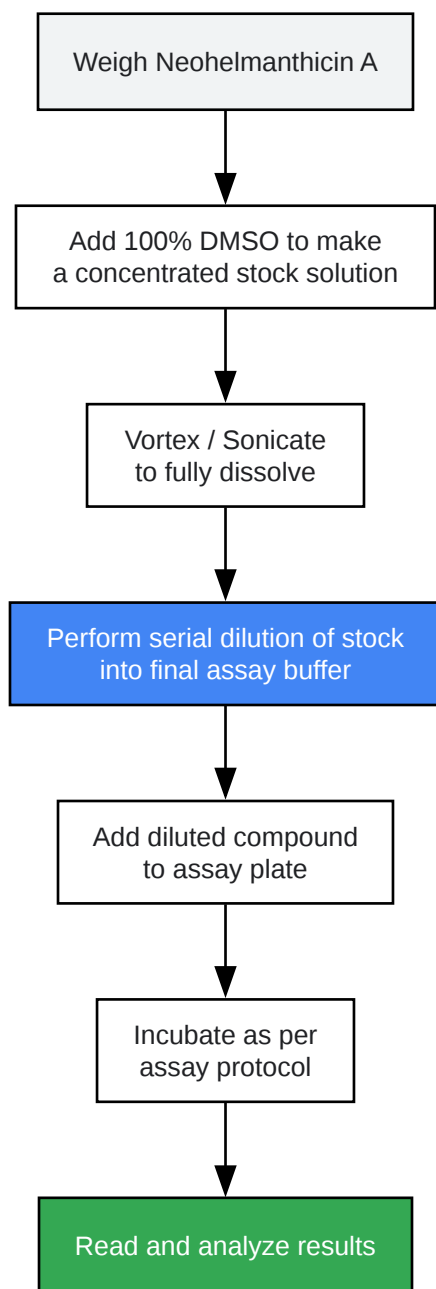 Weigh Neohelmanthicin A
Add 100% DMSO to make
a concentrated stock solution
Vortex / Sonicate
to fully dissolve
Perform serial dilution of stock
into final assay buffer
Add diluted compound
to assay plate
Incubate as per
assay protocol
Read and analyze results